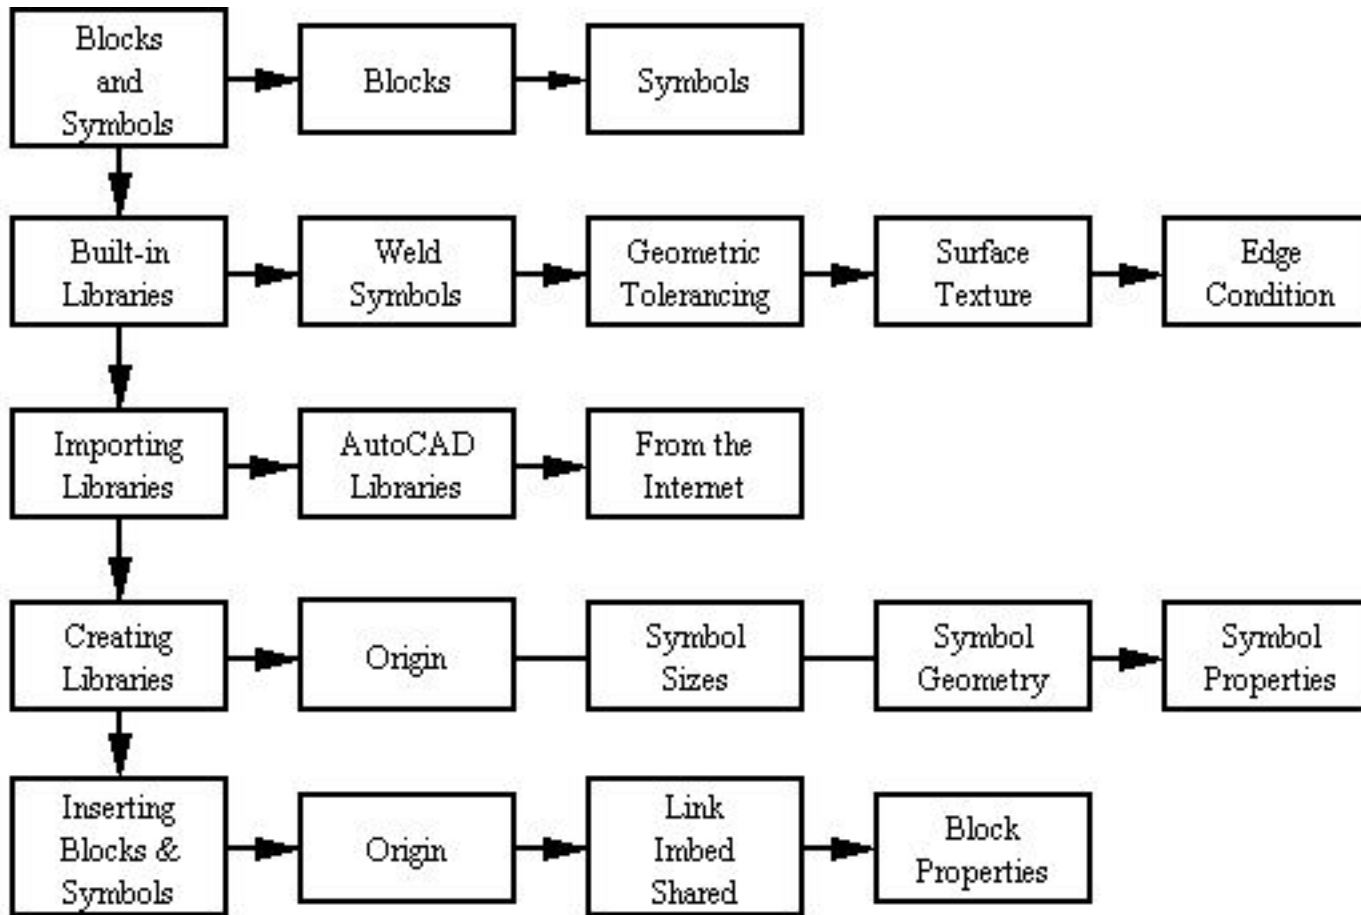 Blocks
and
Symbols
Blocks
Symbols
Built-in
Libraries
Weld
Symbols
Geometric
Tolerancing
Surface
Texture
Edge
Condition
Importing
Libraries
AutoCAD
Libraries
From the
Internet
Creating
Libraries
Origin
Symbol
Sizes
Symbol
Geometry
Symbol
Properties
Inserting
Blocks &
Symbols
Origin
Link
Imbed
Shared
Block
Properties